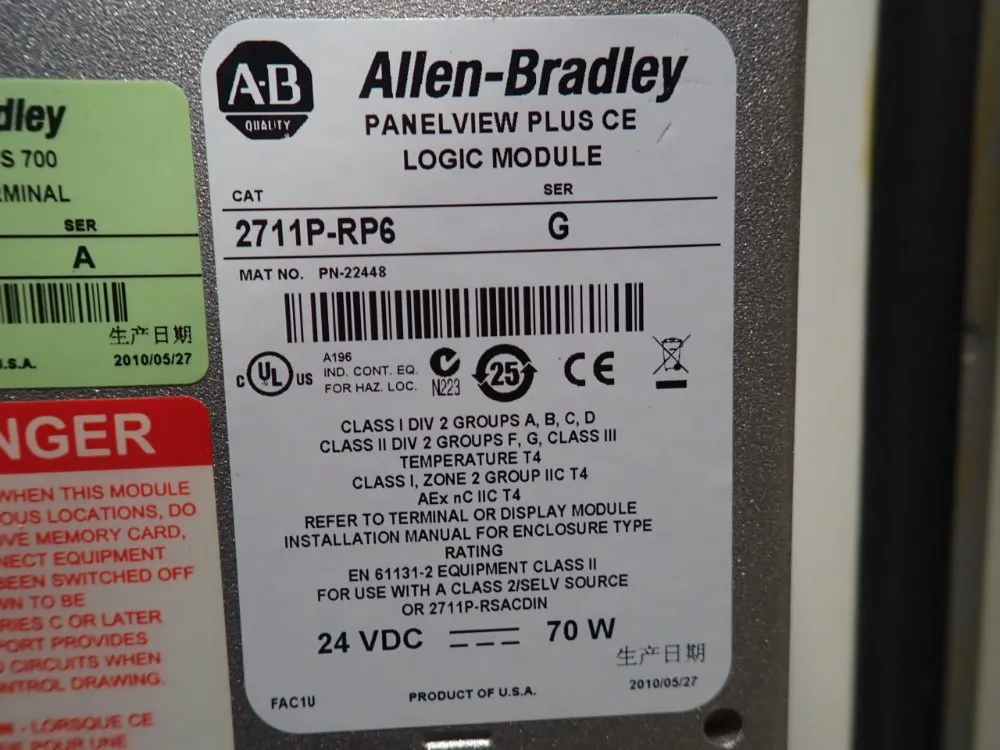 dley
S 700
MINAL
SER
A
生产日期
.S.A.
2010/05/27
NGER
WHEN THIS MODULE
OUS LOCATIONS, DO
VE MEMORY CARD,
NECT EQUIPMENT
BEEN SWITCHED OFF
WN TO BE
RIES C OR LATER
PORT PROVIDES
CIRCUITS WHEN
NTROL DRAWING.
- LORSQUE CE
POUR UNE
A-B
QUALITY
Allen-Bradley
PANELVIEW PLUS CE
LOGIC MODULE
CAT SER
2711P-RP6 G
MAT NO. PN-22448
c UL US
A196
IND. CONT. EQ.
FOR HAZ. LOC.
N223
25
CE
CLASS I DIV 2 GROUPS A, B, C, D
CLASS II DIV 2 GROUPS F, G, CLASS III
TEMPERATURE T4
CLASS I, ZONE 2 GROUP IIC T4
AEx nC IIC T4
REFER TO TERMINAL OR DISPLAY MODULE
INSTALLATION MANUAL FOR ENCLOSURE TYPE
RATING
EN 61131-2 EQUIPMENT CLASS II
FOR USE WITH A CLASS 2/SELV SOURCE
OR 2711P-RSACDIN
24 VDC 70 W
生产日期
2010/05/27
FAC1U PRODUCT OF U.S.A.